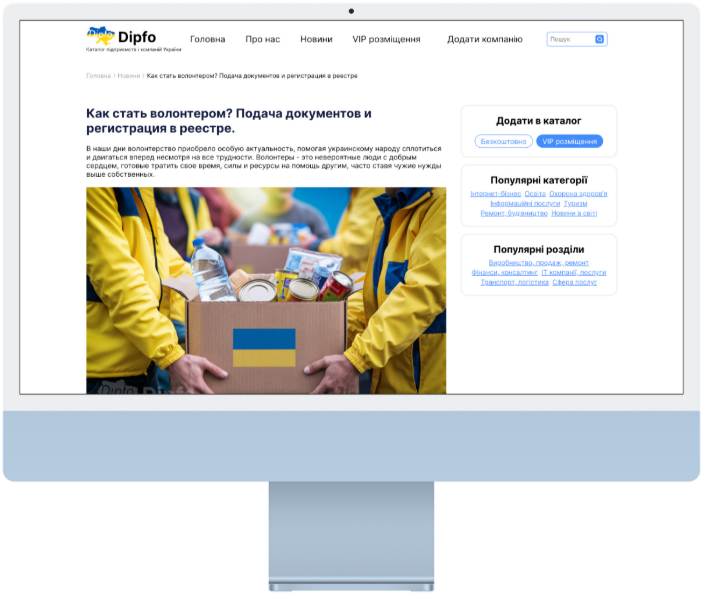 Dipfo
Каталог підприємств і компаній України
Головна Про нас Новини VIP розміщення Додати компанію Пошук
Головна / Новини / Как стать волонтером? Подача документов и регистрация в реестре
Как стать волонтером? Подача документов и
регистрация в реестре.
В наши дни волонтерство приобрело особую актуальность, помогая украинскому народу сплотиться
и двигаться вперед несмотря на все трудности. Волонтеры - это невероятные люди с добрым
сердцем, готовые тратить свое время, силы и ресурсы на помощь другим, часто ставя чужие нужды
выше собственных.
Dipfo
Додати в каталог
Безкоштовно VIP розміщення
Популярні категорії
Інтернет-бізнес Освіта Охорона здоров'я
Інформаційні послуги Туризм
Ремонт, будівництво Новини в світі
Популярні розділи
Виробництво, продаж, ремонт
Фінанси, консалтинг IT компанії, послуги
Транспорт, логістика Сфера послуг